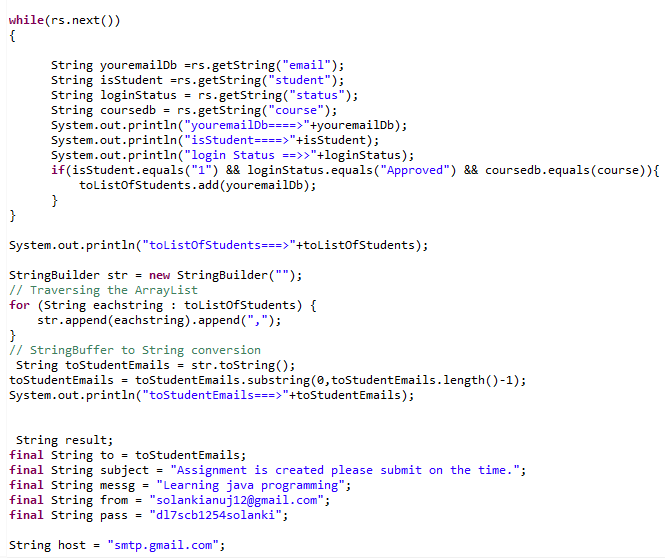 while(rs.next())
{
String youremailDb =rs.getString("email");
String isStudent =rs.getString("student");
String loginStatus = rs.getString("status");
String coursedb = rs.getString("course");
System.out.println("youremailDb====>"+youremailDb);
System.out.println("isStudent====>"+isStudent);
System.out.println("login Status ==>>"+loginStatus);
if(isStudent.equals("1") && loginStatus.equals("Approved") && coursedb.equals(course)){
toListOfStudents.add(youremailDb);
}
}
System.out.println("toListOfStudents===>"+toListOfStudents);
StringBuilder str = new StringBuilder("");
// Traversing the ArrayList
for (String eachstring : toListOfStudents) {
str.append(eachstring).append(",");
}
// StringBuffer to String conversion
String toStudentEmails = str.toString();
toStudentEmails = toStudentEmails.substring(0,toStudentEmails.length()-1);
System.out.println("toStudentEmails===>"+toStudentEmails);
String result;
final String to = toStudentEmails;
final String subject = "Assignment is created please submit on the time.";
final String messg = "Learning java programming";
final String from = "solankianuj12@gmail.com";
final String pass = "dl7scb1254solanki";
String host = "smtp.gmail.com";